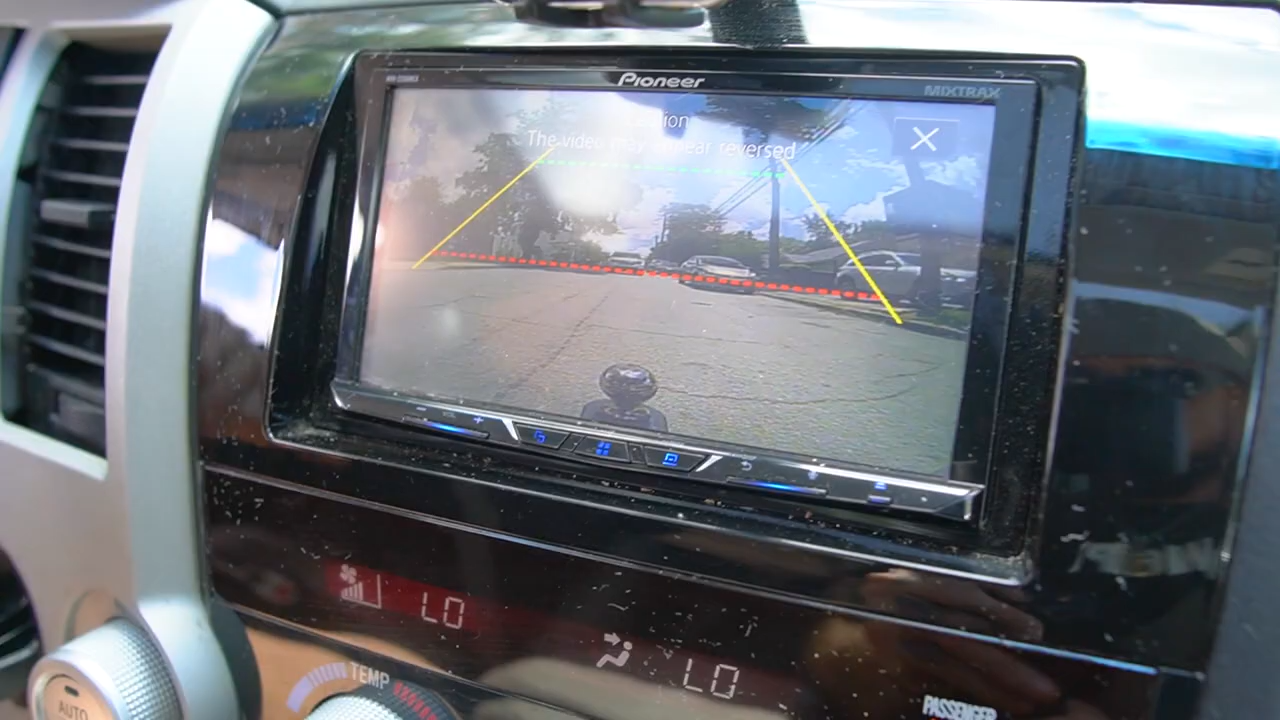 Pioneer
MIXTRAX
The video may appear reversed
LO
LO
TEMP
AUTO
PASSENGER